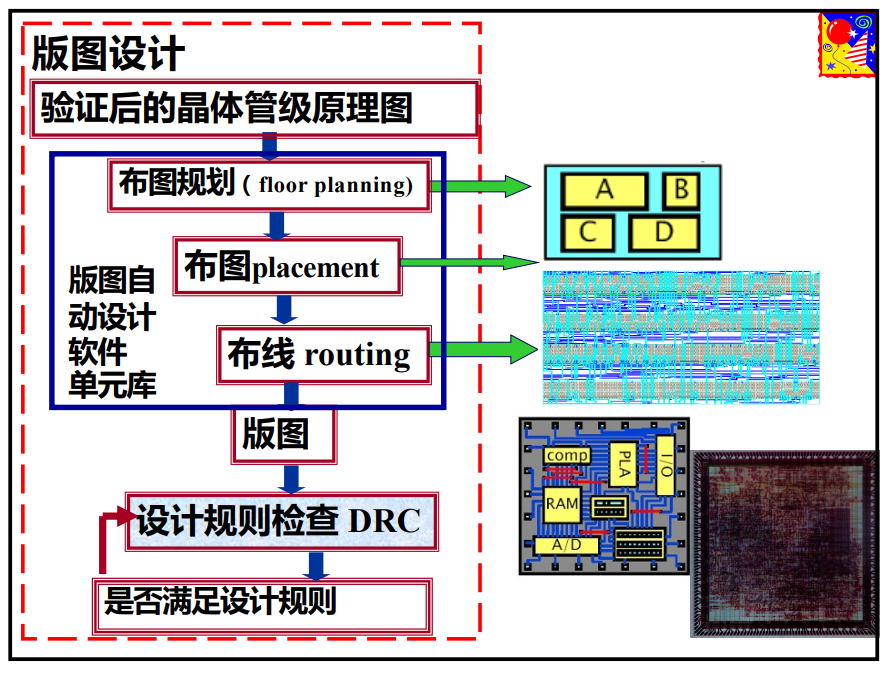 版图设计
验证后的晶体管级原理图
布图规划（floor planning)
布图placement
版图自
动设计
软件
单元库
布线 routing
版图
设计规则检查 DRC
是否满足设计规则
A
B
C
D
comp
PLA
I/O
RAM
A/D